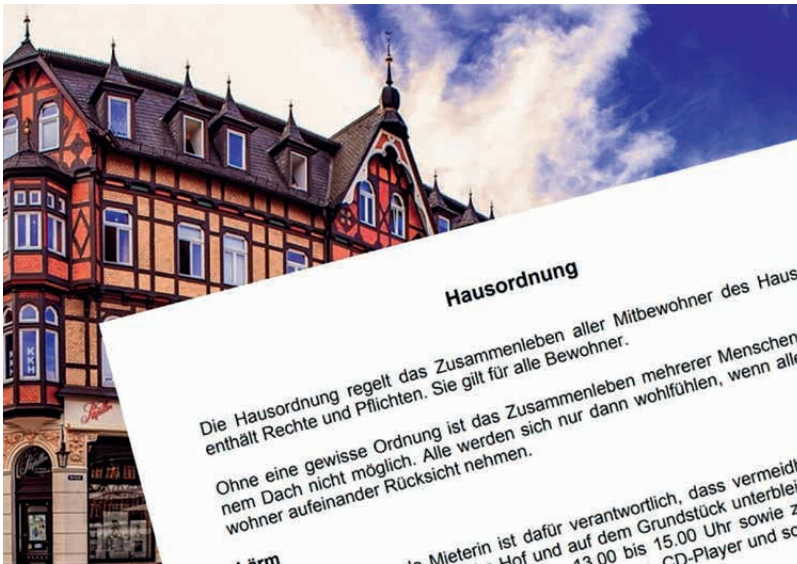 KKH
Hausordnung
Die Hausordnung regelt das Zusammenleben aller Mitbewohner des Haus
enthält Rechte und Pflichten. Sie gilt für alle Bewohner.
Ohne eine gewisse Ordnung ist das Zusammenleben mehrerer Menschen
nem Dach nicht möglich. Alle werden sich nur dann wohlfühlen, wenn alle
wohner aufeinander Rücksicht nehmen.
Lärm
Mieterin ist dafür verantwortlich, dass vermeidb
Hof und auf dem Grundstück unterblei
13.00 bis 15.00 Uhr sowie z
CD-Player und so